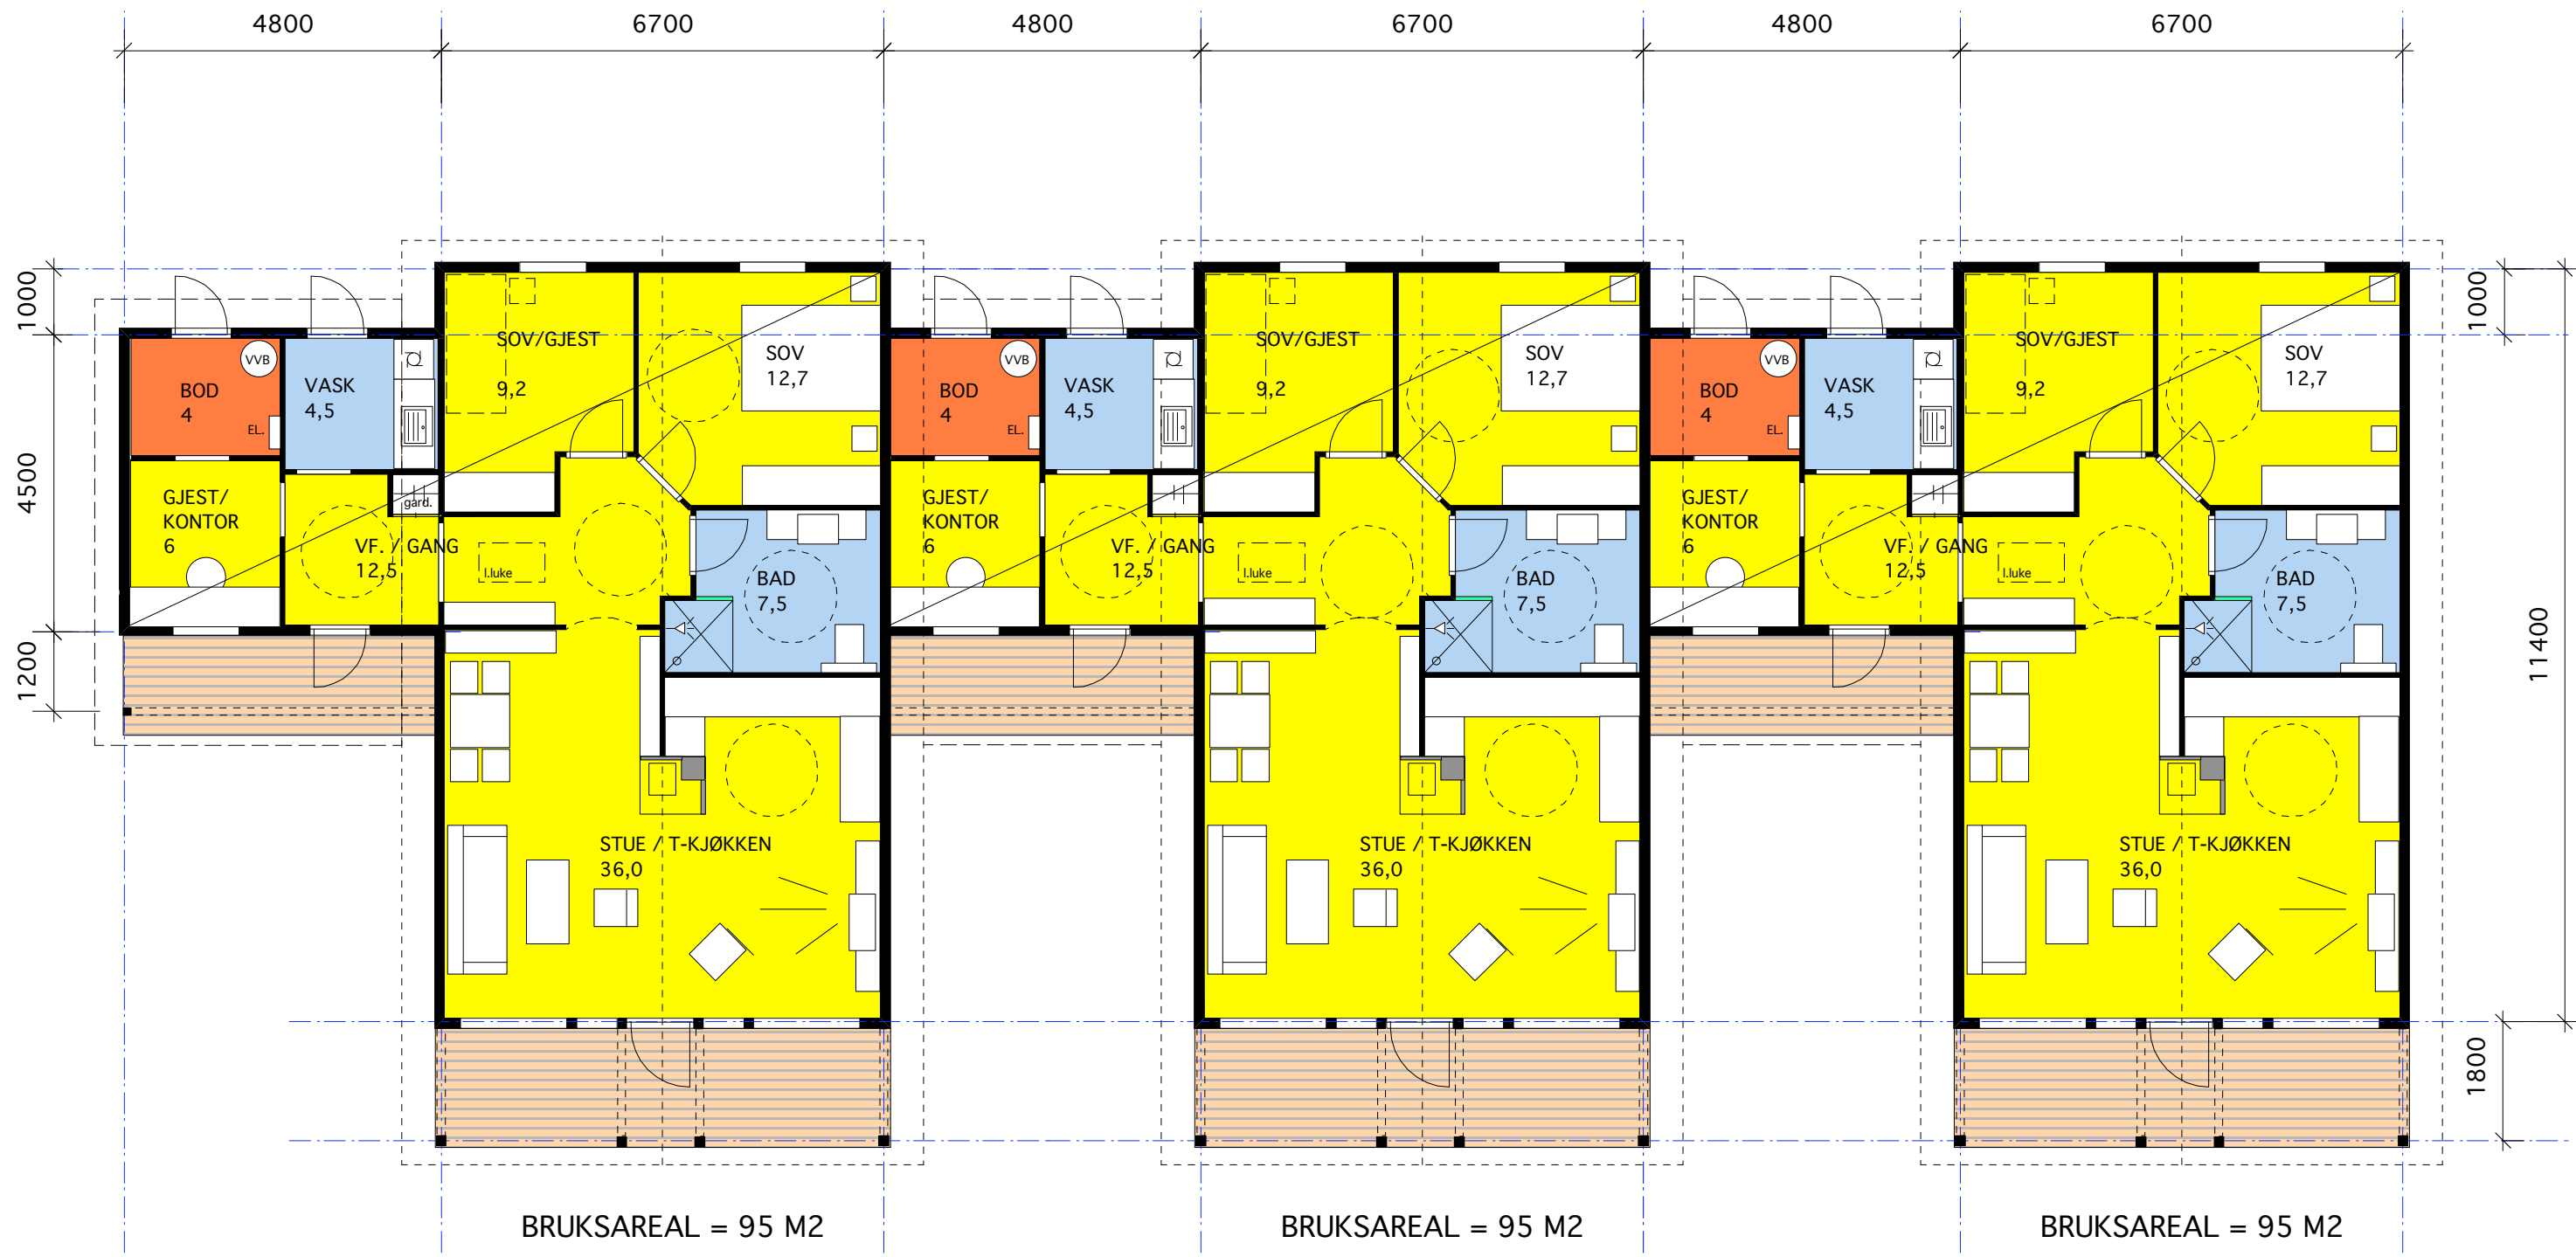 4800 6700 4800 6700 4800 6700
1000
4500
1200
1000
11400
1800
BOD
4
VVB
EL.
VASK
4,5
GJEST/
KONTOR
6
gard.
VF. / GANG
12,5
SOV/GJEST
9,2
SOV
12,7
l.luke
BAD
7,5
STUE / T-KJØKKEN
36,0
BOD
4
VVB
EL.
VASK
4,5
GJEST/
KONTOR
6
VF. / GANG
12,5
SOV/GJEST
9,2
SOV
12,7
l.luke
BAD
7,5
STUE / T-KJØKKEN
36,0
BOD
4
VVB
EL.
VASK
4,5
GJEST/
KONTOR
6
VF. / GANG
12,5
SOV/GJEST
9,2
SOV
12,7
l.luke
BAD
7,5
STUE / T-KJØKKEN
36,0
BRUKSAREAL = 95 M2
BRUKSAREAL = 95 M2
BRUKSAREAL = 95 M2